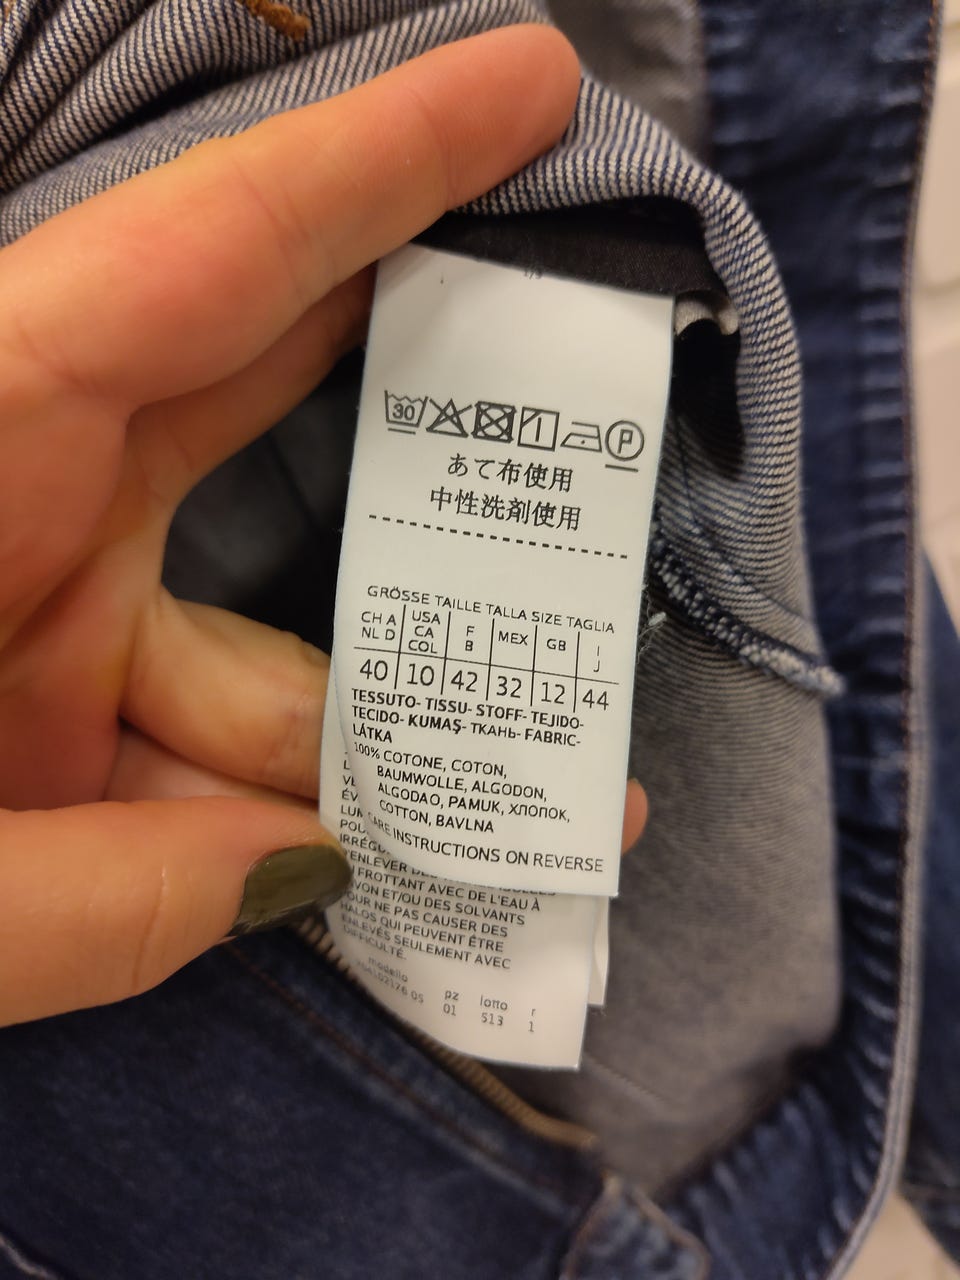 1/3
30
P
あて布使用
中性洗剤使用
GRÖSSE TAILLE TALLA SIZE TAGLIA
CH A NL D USA CA COL F B MEX GB I J
40 10 42 32 12 44
TESSUTO- TISSU- STOFF- TEJIDO-
TECIDO- KUMAŞ- ТКАНЬ- FABRIC-
LÁTKA
100% COTONE, COTON,
BAUMWOLLE, ALGODON,
ALGODAO, PAMUK, ХЛОПОК,
COTTON, BAVLNA
CARE INSTRUCTIONS ON REVERSE
FROTTANT AVEC DE L'EAU À
ET/OU DES SOLVANTS
NE PAS CAUSER DES
HALOS QUI PEUVENT ÊTRE
ENLEVÉS SEULEMENT AVEC
DIFFICULTÉ.
modello pz lotto r
05 01 513 1